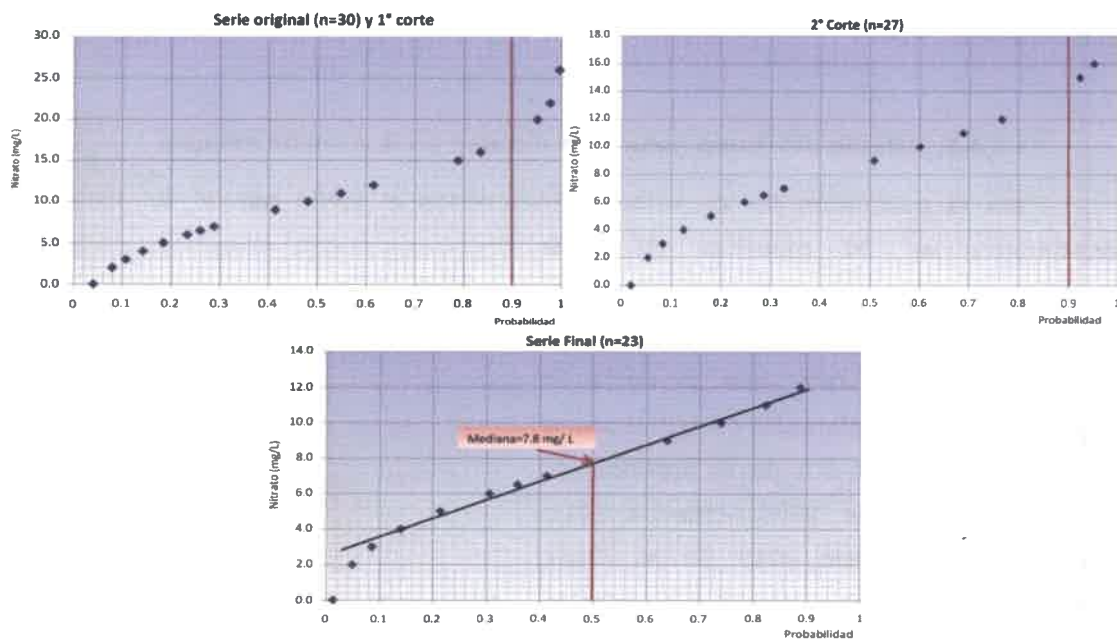 Serie original (n=30) y 1° corte
30.0
25.0
20.0
15.0
10.0
5.0
0.0
Nitrato (mg/L)
0 0.1 0.2 0.3 0.4 0.5 0.6 0.7 0.8 0.9 1
Probabilidad
2° Corte (n=27)
18.0
16.0
14.0
12.0
10.0
8.0
6.0
4.0
2.0
0.0
Nitrato (mg/L)
0 0.1 0.2 0.3 0.4 0.5 0.6 0.7 0.8 0.9 1
Probabilidad
Serie Final (n=23)
14.0
12.0
10.0
8.0
6.0
4.0
2.0
0.0
Nitrato (mg/L)
Mediana=7.8 mg/ L
0 0.1 0.2 0.3 0.4 0.5 0.6 0.7 0.8 0.9 1
Probabilidad